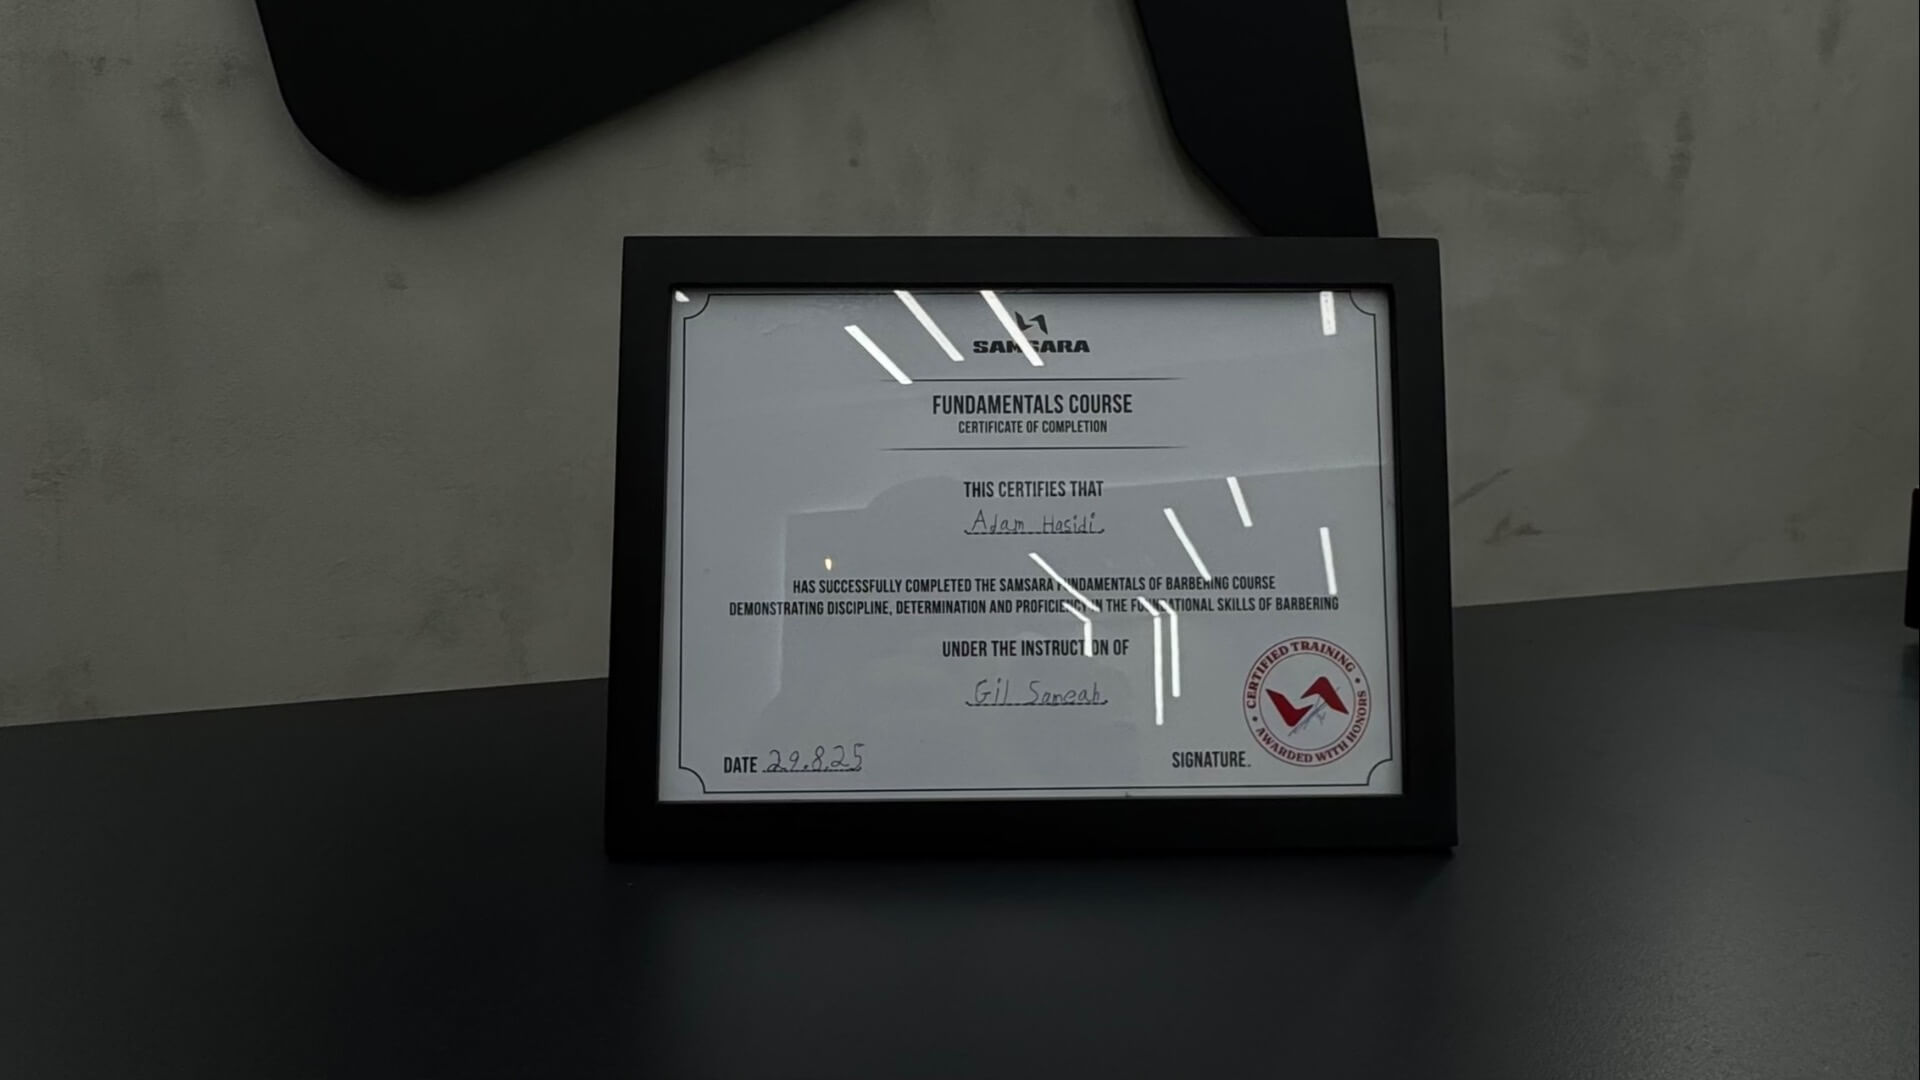 SAMSARA
FUNDAMENTALS COURSE
CERTIFICATE OF COMPLETION
THIS CERTIFIES THAT
Adam Hasidi
HAS SUCCESSFULLY COMPLETED THE SAMSARA FUNDAMENTALS OF BARBERING COURSE
DEMONSTRATING DISCIPLINE, DETERMINATION AND PROFICIENCY IN THE FOUNDATIONAL SKILLS OF BARBERING
UNDER THE INSTRUCTION OF
Gil Sameah
DATE 29.8.25
SIGNATURE.
CERTIFIED TRAINING
AWARDED WITH HONORS